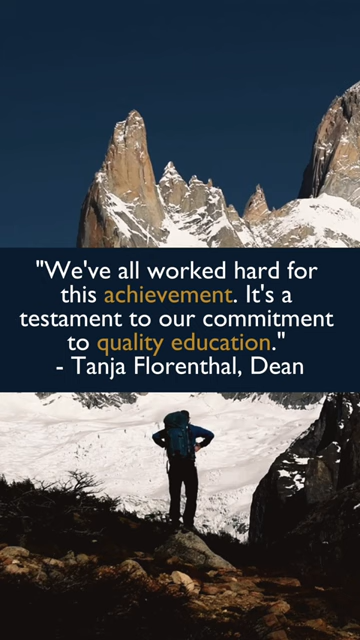 "We've all worked hard for
this achievement. It's a
testament to our commitment
to quality education."
- Tanja Florenthal, Dean